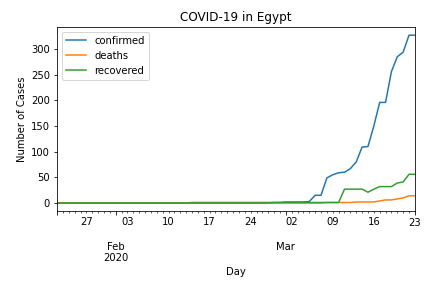 COVID-19 in Egypt
confirmed
deaths
recovered
Number of Cases
300
250
200
150
100
50
0
27 03 10 17 24 02 09 16 23
Feb Mar
2020
Day